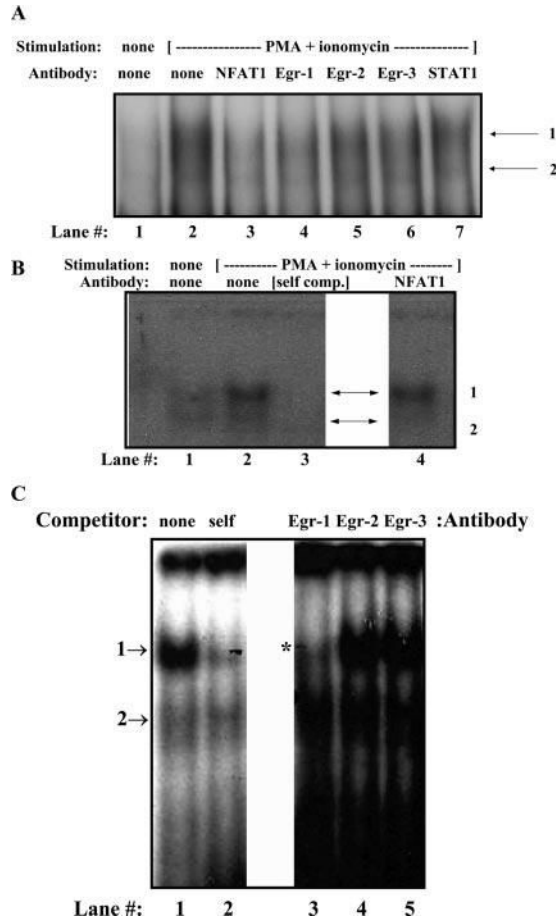 A
Stimulation: none [ ---------------- PMA + ionomycin -------------- ]
Antibody: none none NFAT1 Egr-1 Egr-2 Egr-3 STAT1
1
2
Lane #: 1 2 3 4 5 6 7
B
Stimulation: none [ ---------- PMA + ionomycin -------- ]
Antibody: none none [self comp.] NFAT1
1
2
Lane #: 1 2 3 4
C
Competitor: none self Egr-1 Egr-2 Egr-3 :Antibody
1→ *
2→
Lane #: 1 2 3 4 5